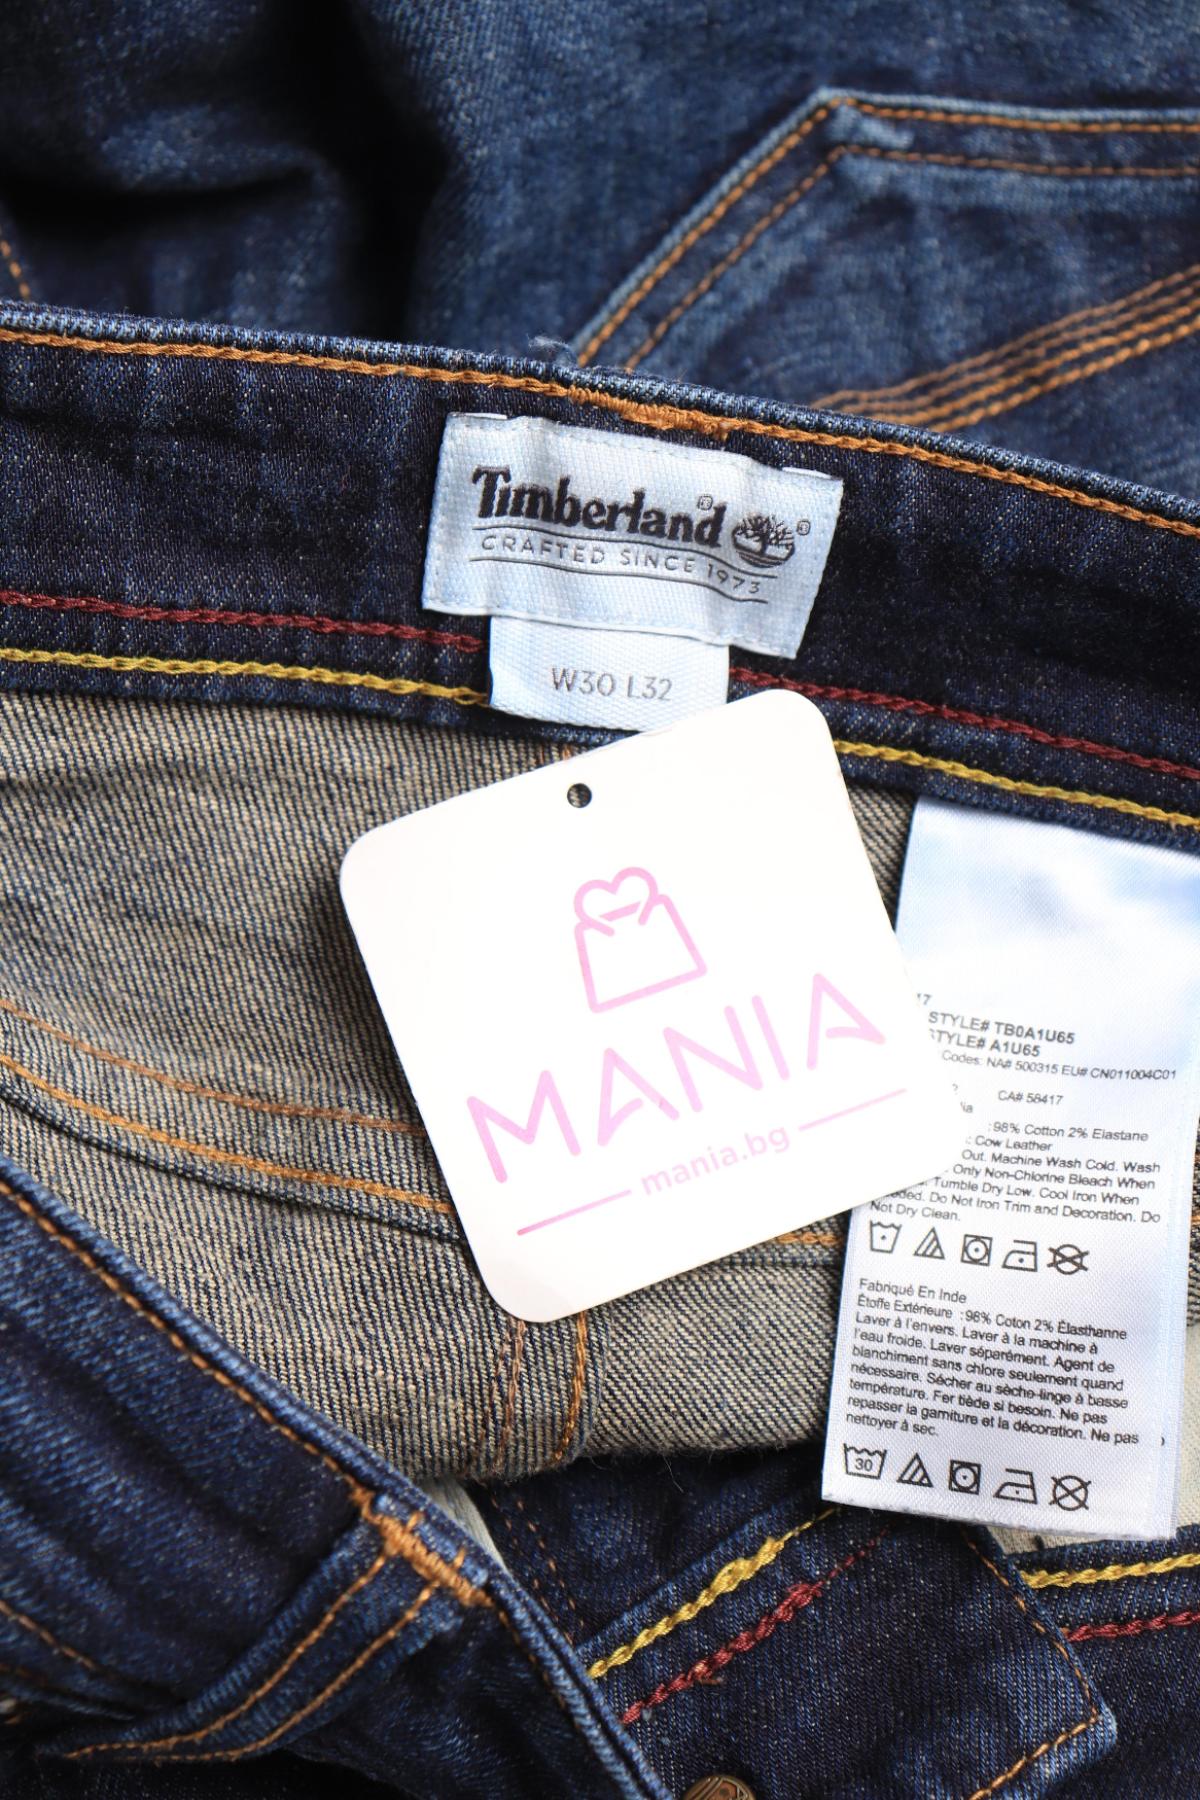 Timberland®
®
CRAFTED SINCE 1973
W30 L32
MANIA
mania.bg
17
STYLE# TB0A1U65
STYLE# A1U65
Codes: NA# 500315 EU# CN011004C01
CA# 58417
:98% Cotton 2% Elastane
: Cow Leather
Out. Machine Wash Cold. Wash
Only Non-Chlorine Bleach When
Tumble Dry Low. Cool Iron When
Do Not Iron Trim and Decoration. Do
Not Dry Clean.
Fabriqué En Inde
Étoffe Extérieure :98% Coton 2% Élasthanne
Laver à l'envers. Laver à la machine à
l'eau froide. Laver séparément. Agent de
blanchiment sans chlore seulement quand
nécessaire. Sécher au sèche-linge à basse
température. Fer tiède si besoin. Ne pas
repasser la garniture et la décoration. Ne pas
nettoyer à sec.
30